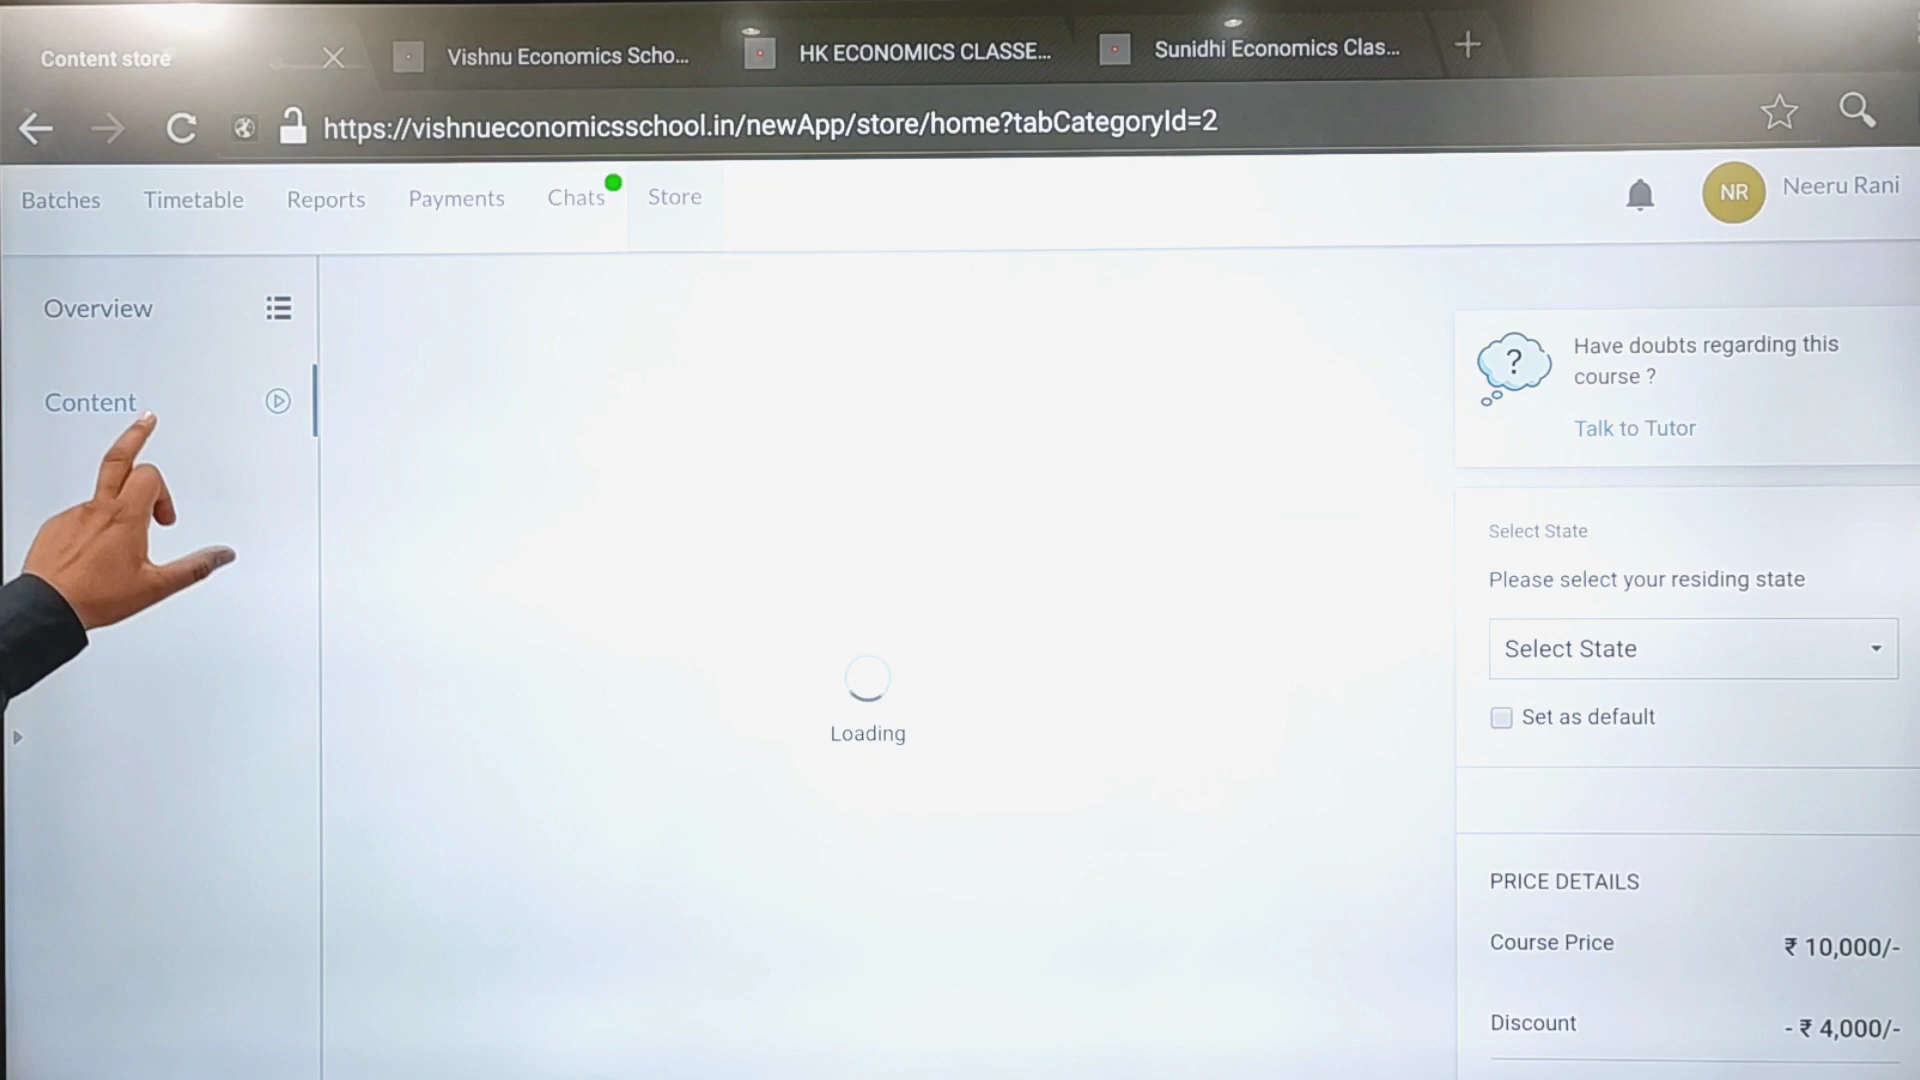 Content store
Vishnu Economics Scho...
HK ECONOMICS CLASSE...
Sunidhi Economics Clas...
https://vishnueconomicsschool.in/newApp/store/home?tabCategoryId=2
Batches
Timetable
Reports
Payments
Chats
Store
NR
Neeru Rani
Overview
Content
Loading
?
Have doubts regarding this
course ?
Talk to Tutor
Select State
Please select your residing state
Select State
Set as default
PRICE DETAILS
Course Price
₹ 10,000/-
Discount
- ₹ 4,000/-